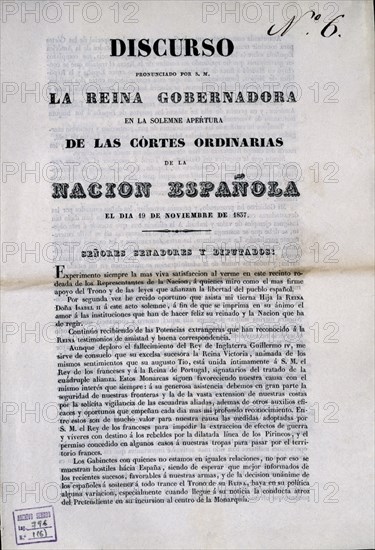 Nº 6.
DISCURSO
PRONUNCIADO POR S. M.
LA REINA GOBERNADORA
EN LA SOLEMNE APERTURA
DE LAS CÓRTES ORDINARIAS
DE LA
NACION ESPAÑOLA
EL DIA 19 DE NOVIEMBRE DE 1837.
SEÑORES SENADORES Y DIPUTADOS:
Experimento siempre la mas viva satisfaccion al verme en este recinto rodeada de los Representantes de la Nacion, á quienes miro como el mas firme
apoyo del Trono y de las leyes que afianzan la libertad del pueblo español.
Por segunda vez he creido oportuno que asista mi tierna Hija la REINA
DOÑA ISABEL II á este acto solemne, á fin de que se imprima en su ánimo el
amor á las instituciones que han de hacer feliz su reinado y la Nacion que ha
de regir.
Continúo recibiendo de las Potencias extrangeras que han reconocido á la
REINA testimonios de amistad y buena correspondencia.
Aunque deploro el fallecimiento del Rey de Inglaterra Guillermo IV, me
sirve de consuelo que su excelsa sucesora la Reina Victoria, animada de los
mismos sentimientos que su augusto Tio, está unida íntimamente á S. M. el
Rey de los franceses y á la Reina de Portugal, signatarios del tratado de
la cuadruple alianza. Estos Monarcas siguen favoreciendo nuestra causa con el
mismo interés que siempre: á su generosa asistencia debemos en gran parte la
seguridad de nuestras fronteras y la de la vasta extension de nuestras costas
por la solícita vigilancia de las escuadras aliadas, ademas de otros auxilios eficaces y oportunos que empeñan cada dia mas mi profundo reconocimiento. Entre estos son de mucho valor para nuestra causa las medidas adoptadas por
S. M. el Rey de los franceses para impedir la extraccion de efectos de guerra
y víveres con destino á los rebeldes por la dilatada línea de los Pirineos, y el
permiso concedido en algunos casos á nuestras tropas para pasar por el territorio frances.
Los Gabinetes con quienes no estamos en iguales relaciones, no por eso se
muestran hostiles hácia España, siendo de esperar que mejor informados de
los recientes sucesos, favorables á nuestras armas, y de la decision unánime de
los españoles á sostener á todo trance el Trono de su REINA, haya en su política
alguna variacion, especialmente cuando llegue á su noticia la conducta atroz
del Pretendiente en su incursion al centro de la Monarquía.